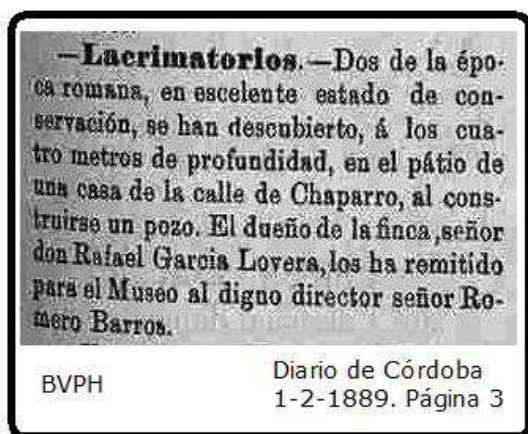 —Lacrimatorios.—Dos de la épo-
ca romana, en escelente estado de con-
servación, se han descubierto, á los cua-
tro metros de profundidad, en el pátio de
una casa de la calle de Chaparro, al cons-
truirse un pozo. El dueño de la finca, señor
don Rafael Garcia Lovera, los ha remitido
para el Museo al digno director señor Ro-
mero Barros.
BVPH
Diario de Córdoba
1-2-1889. Página 3